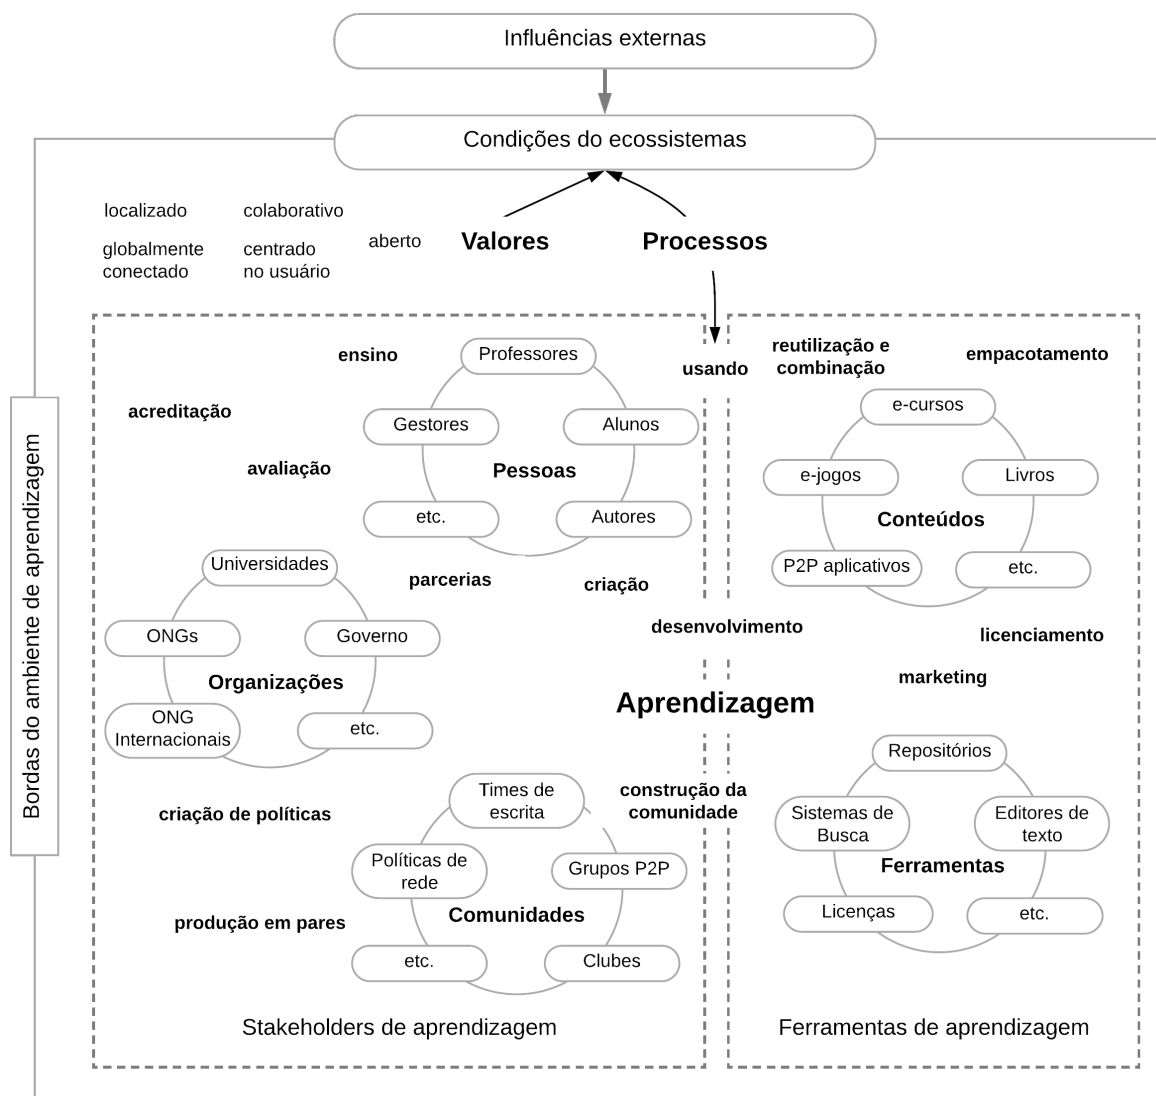 Influências externas
Condições do ecossistemas
localizado
colaborativo
globalmente
conectado
centrado
no usuário
aberto
Valores
Processos
Bordas do ambiente de aprendizagem
ensino
Professores
usando
acreditação
Gestores
Alunos
avaliação
Pessoas
etc.
Autores
parcerias
criação
Universidades
ONGs
Governo
Organizações
ONG
Internacionais
etc.
desenvolvimento
Aprendizagem
criação de políticas
Times de
escrita
construção da
comunidade
Políticas de
rede
Grupos P2P
Comunidades
produção em pares
etc.
Clubes
Stakeholders de aprendizagem
reutilização e
combinação
empacotamento
e-cursos
e-jogos
Livros
Conteúdos
P2P aplicativos
etc.
licenciamento
marketing
Repositórios
Sistemas de
Busca
Editores de
texto
Ferramentas
Licenças
etc.
Ferramentas de aprendizagem